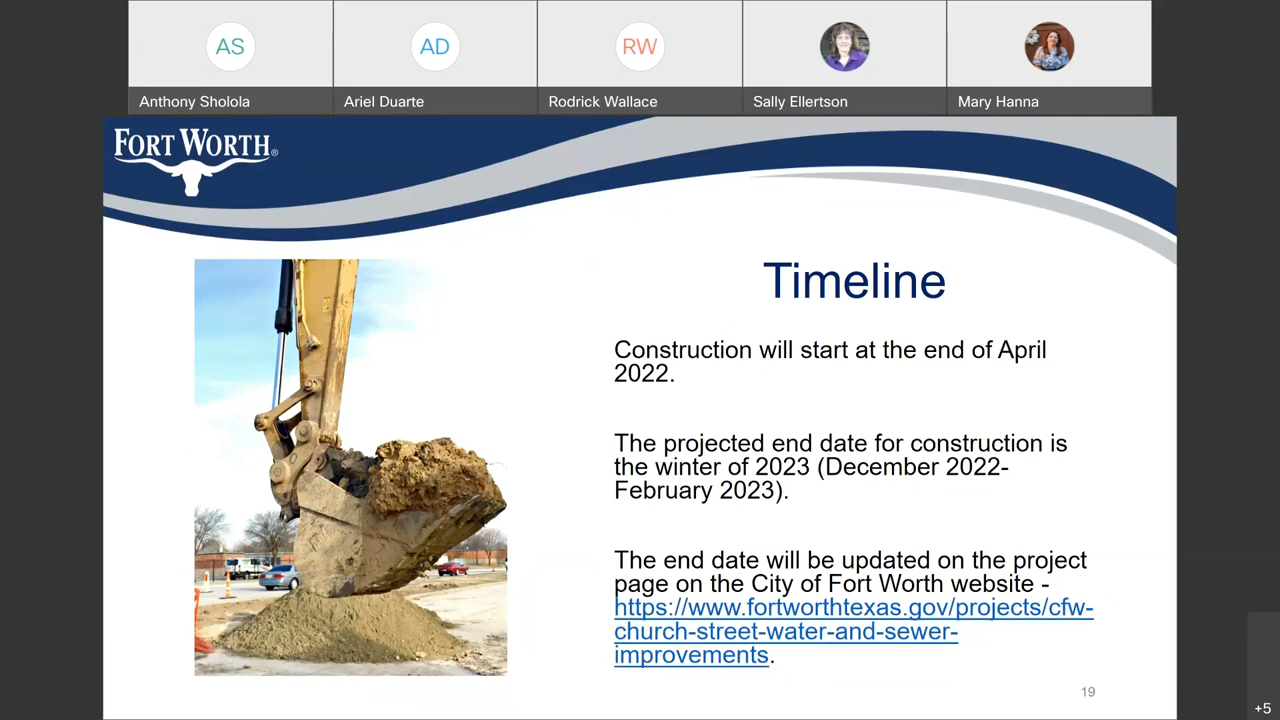 AS
AD
RW
Anthony Sholola
Ariel Duarte
Rodrick Wallace
Sally Ellertson
Mary Hanna
FORT WORTH®
Timeline
Construction will start at the end of April
2022.
The projected end date for construction is
the winter of 2023 (December 2022-
February 2023).
The end date will be updated on the project
page on the City of Fort Worth website -
https://www.fortworthtexas.gov/projects/cfw-
church-street-water-and-sewer-
improvements.
19
+5